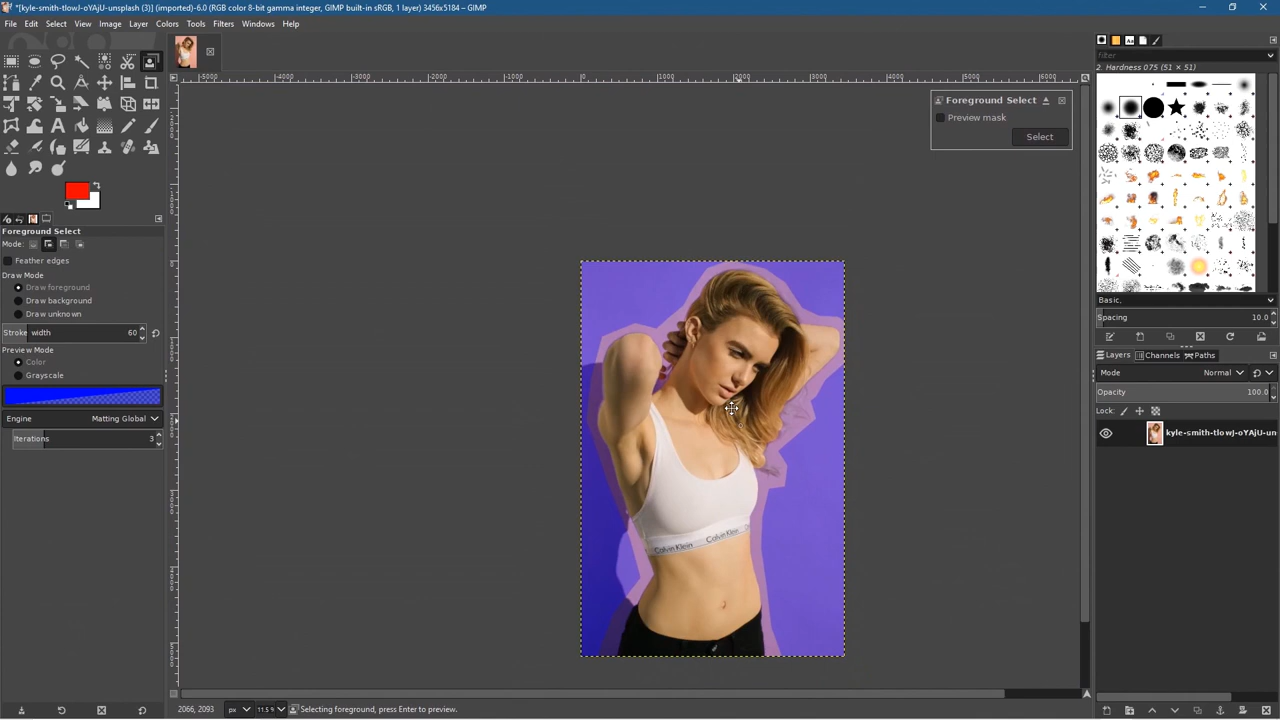 *[kyle-smith-tlowJ-oYAjU-unsplash (3)] (imported)-6.0 (RGB color 8-bit gamma integer, GIMP built-in sRGB, 1 layer) 3456x5184 – GIMP
File Edit Select View Image Layer Colors Tools Filters Windows Help
Foreground Select
Preview mask
Select
filter
2. Hardness 075 (51 × 51)
Foreground Select
Mode:
Feather edges
Draw Mode
Draw foreground
Draw background
Draw unknown
Stroke width 60
Preview Mode
Color
Grayscale
Engine Matting Global
Iterations 3
Calvin Klein Calvin Klein
Basic,
Spacing 10.0
Layers Channels Paths
Mode Normal
Opacity 100.0
Lock:
kyle-smith-tlowJ-oYAjU-un
2066, 2093 px 11.5 % Selecting foreground, press Enter to preview.